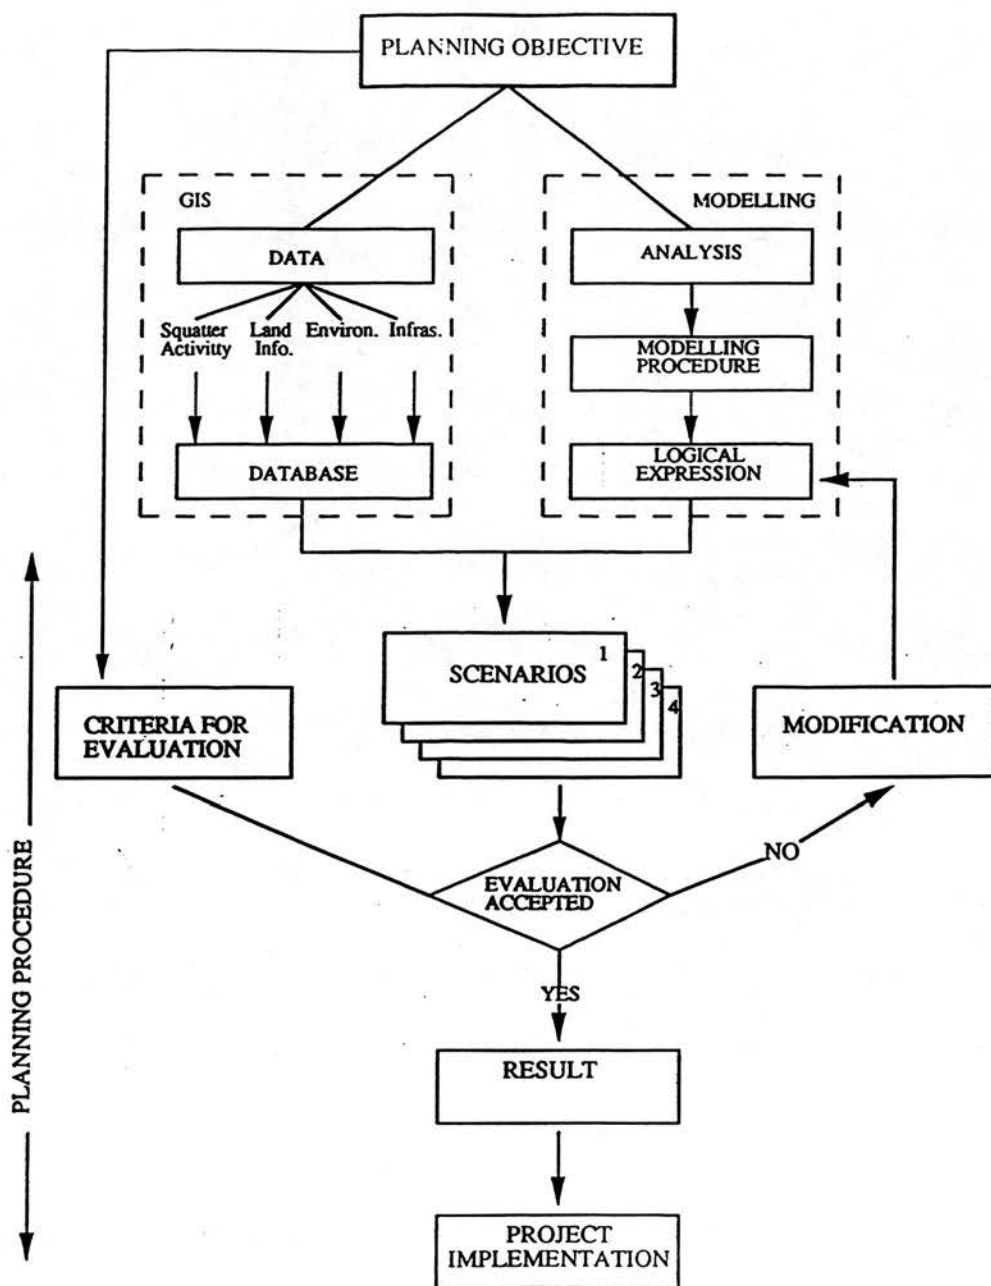 PLANNING OBJECTIVE
GIS
MODELLING
DATA
ANALYSIS
Squatter
Activitty
Land
Info.
Environ.
Infras.
MODELLING
PROCEDURE
DATABASE
LOGICAL
EXPRESSION
SCENARIOS
1
2
3
4
CRITERIA FOR
EVALUATION
MODIFICATION
EVALUATION
ACCEPTED
NO
YES
RESULT
PROJECT
IMPLEMENTATION
PLANNING PROCEDURE